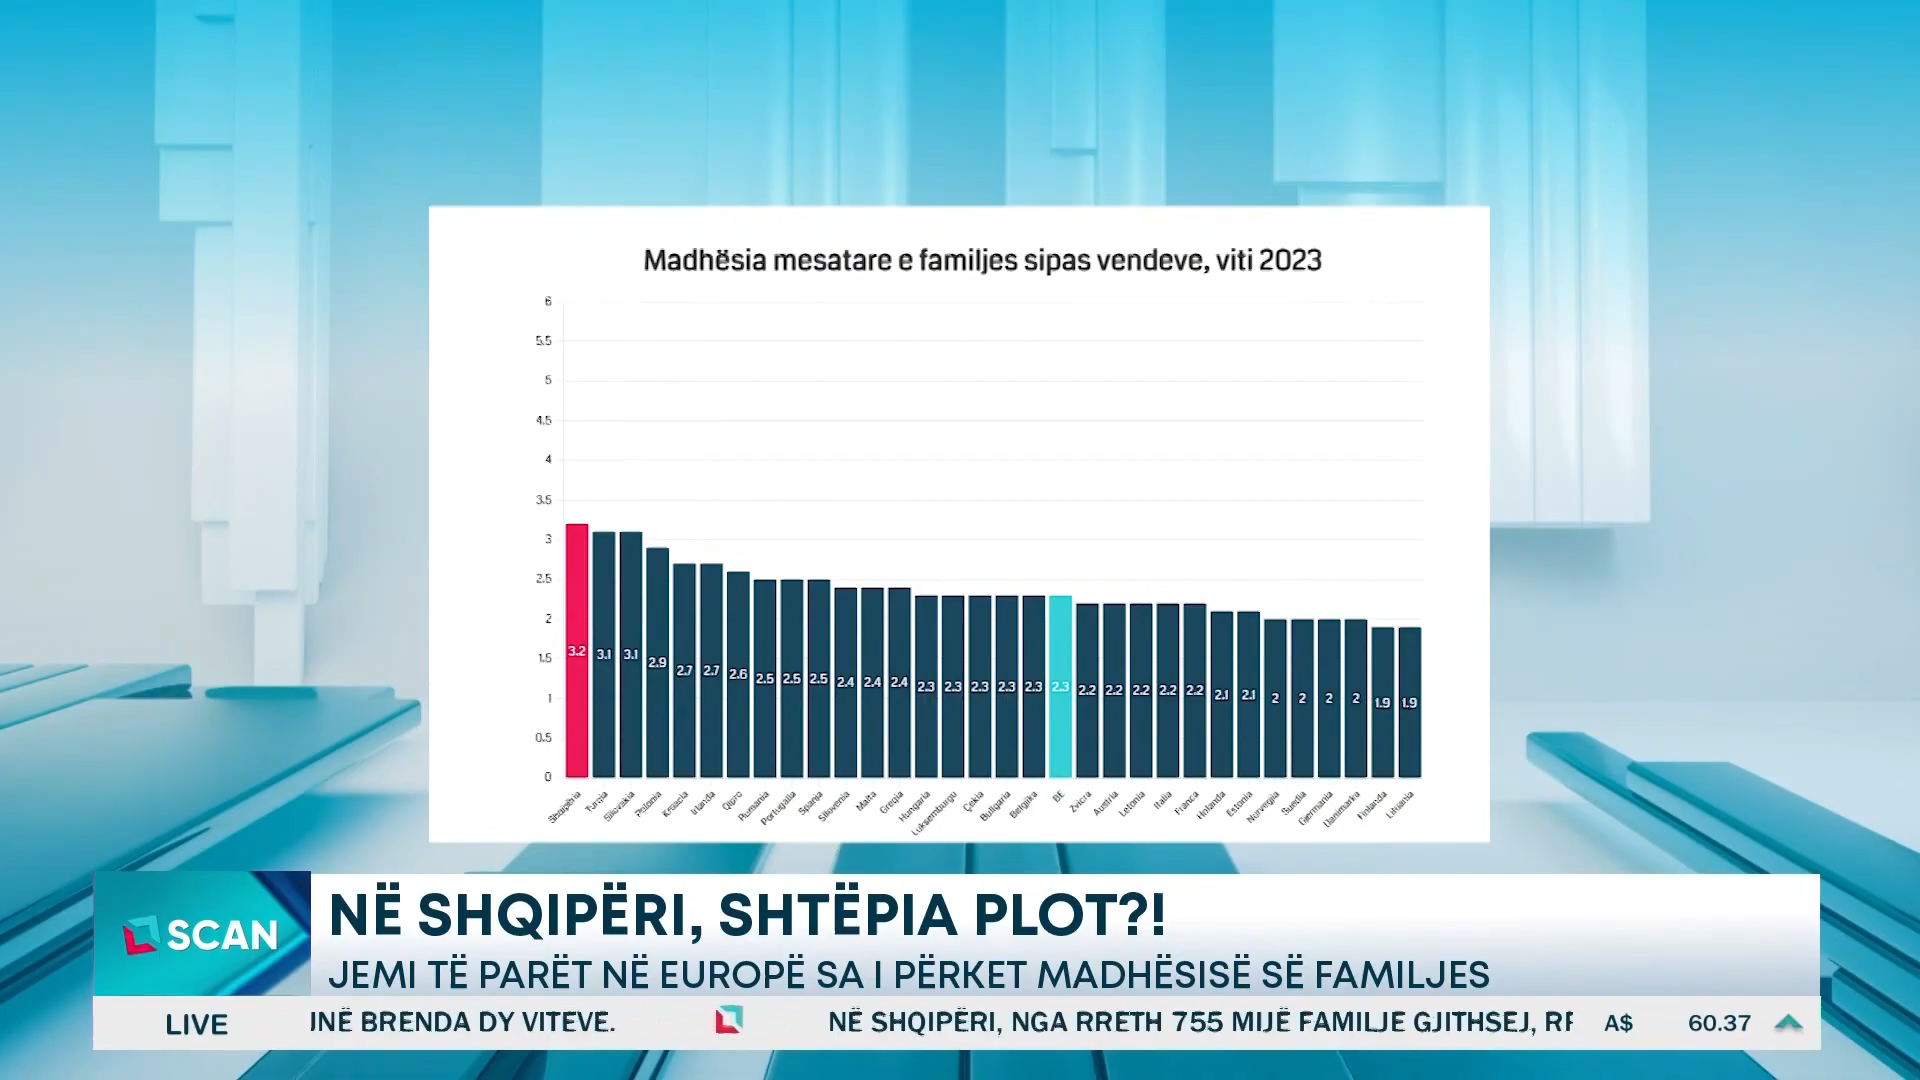 Madhësia mesatare e familjes sipas vendeve, viti 2023
6
5.5
5
4.5
4
3.5
3
2.5
2
1.5
1
0.5
0
3.2 3.1 3.1 2.9 2.7 2.7 2.6 2.5 2.5 2.5 2.4 2.4 2.4 2.3 2.3 2.3 2.3 2.3 2.3 2.2 2.2 2.2 2.2 2.2 2.1 2.1 2 2 2 2 1.9 1.9
Shqipëria Turqia Sllovakia Polonia Kroacia Irlanda Qipro Rumania Portugalia Spanja Sllovenia Malta Greqia Hungaria Luksemburgu Çekia Bullgaria Belgjika BE Zvicra Austria Letonia Italia Franca Holanda Estonia Norvegjia Suedia Gjermania Danimarka Finlanda Lituania
SCAN
NË SHQIPËRI, SHTËPIA PLOT?!
JEMI TË PARËT NË EUROPË SA I PËRKET MADHËSISË SË FAMILJES
LIVE JNË BRENDA DY VITEVE. NË SHQIPËRI, NGA RRETH 755 MIJË FAMILJE GJITHSEJ, A$ 60.37